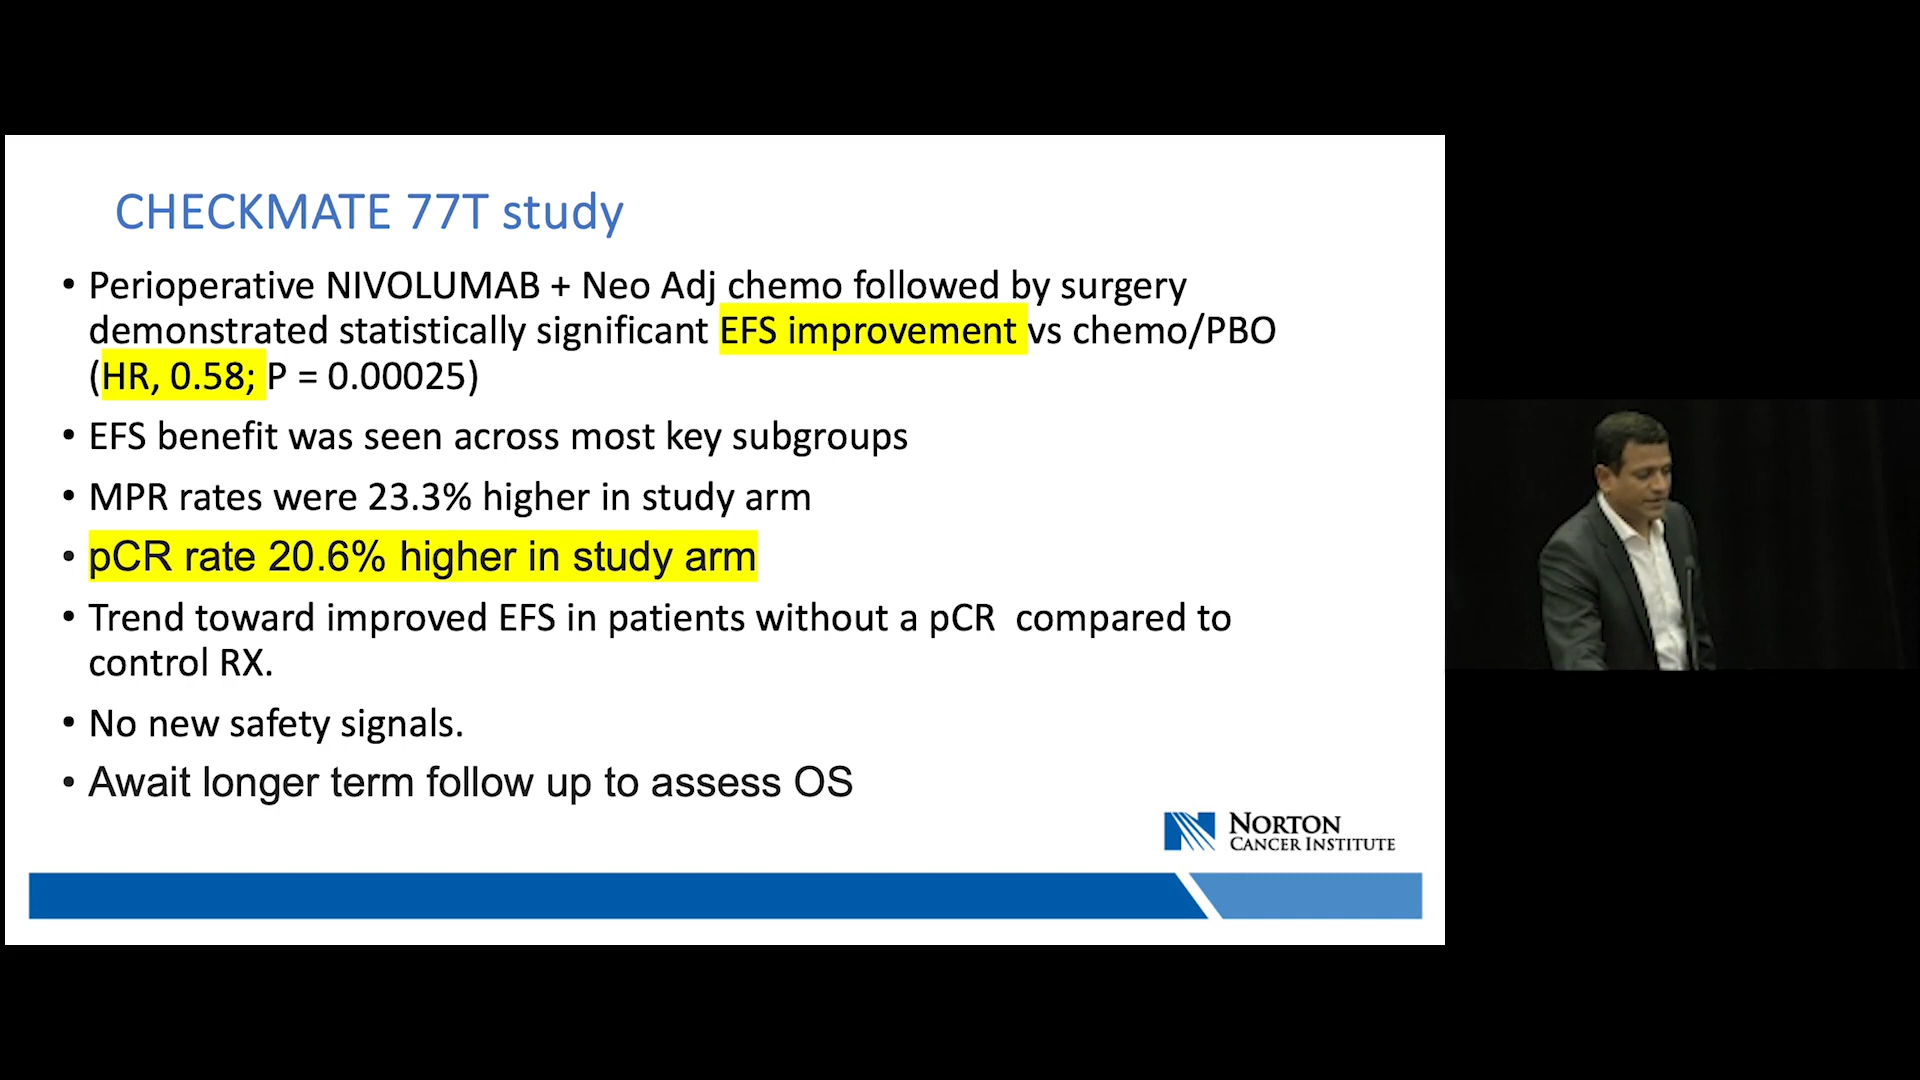 CHECKMATE 77T study
• Perioperative NIVOLUMAB + Neo Adj chemo followed by surgery
demonstrated statistically significant EFS improvement vs chemo/PBO
(HR, 0.58; P = 0.00025)
• EFS benefit was seen across most key subgroups
• MPR rates were 23.3% higher in study arm
• pCR rate 20.6% higher in study arm
• Trend toward improved EFS in patients without a pCR  compared to
control RX.
• No new safety signals.
• Await longer term follow up to assess OS
NORTON
CANCER INSTITUTE